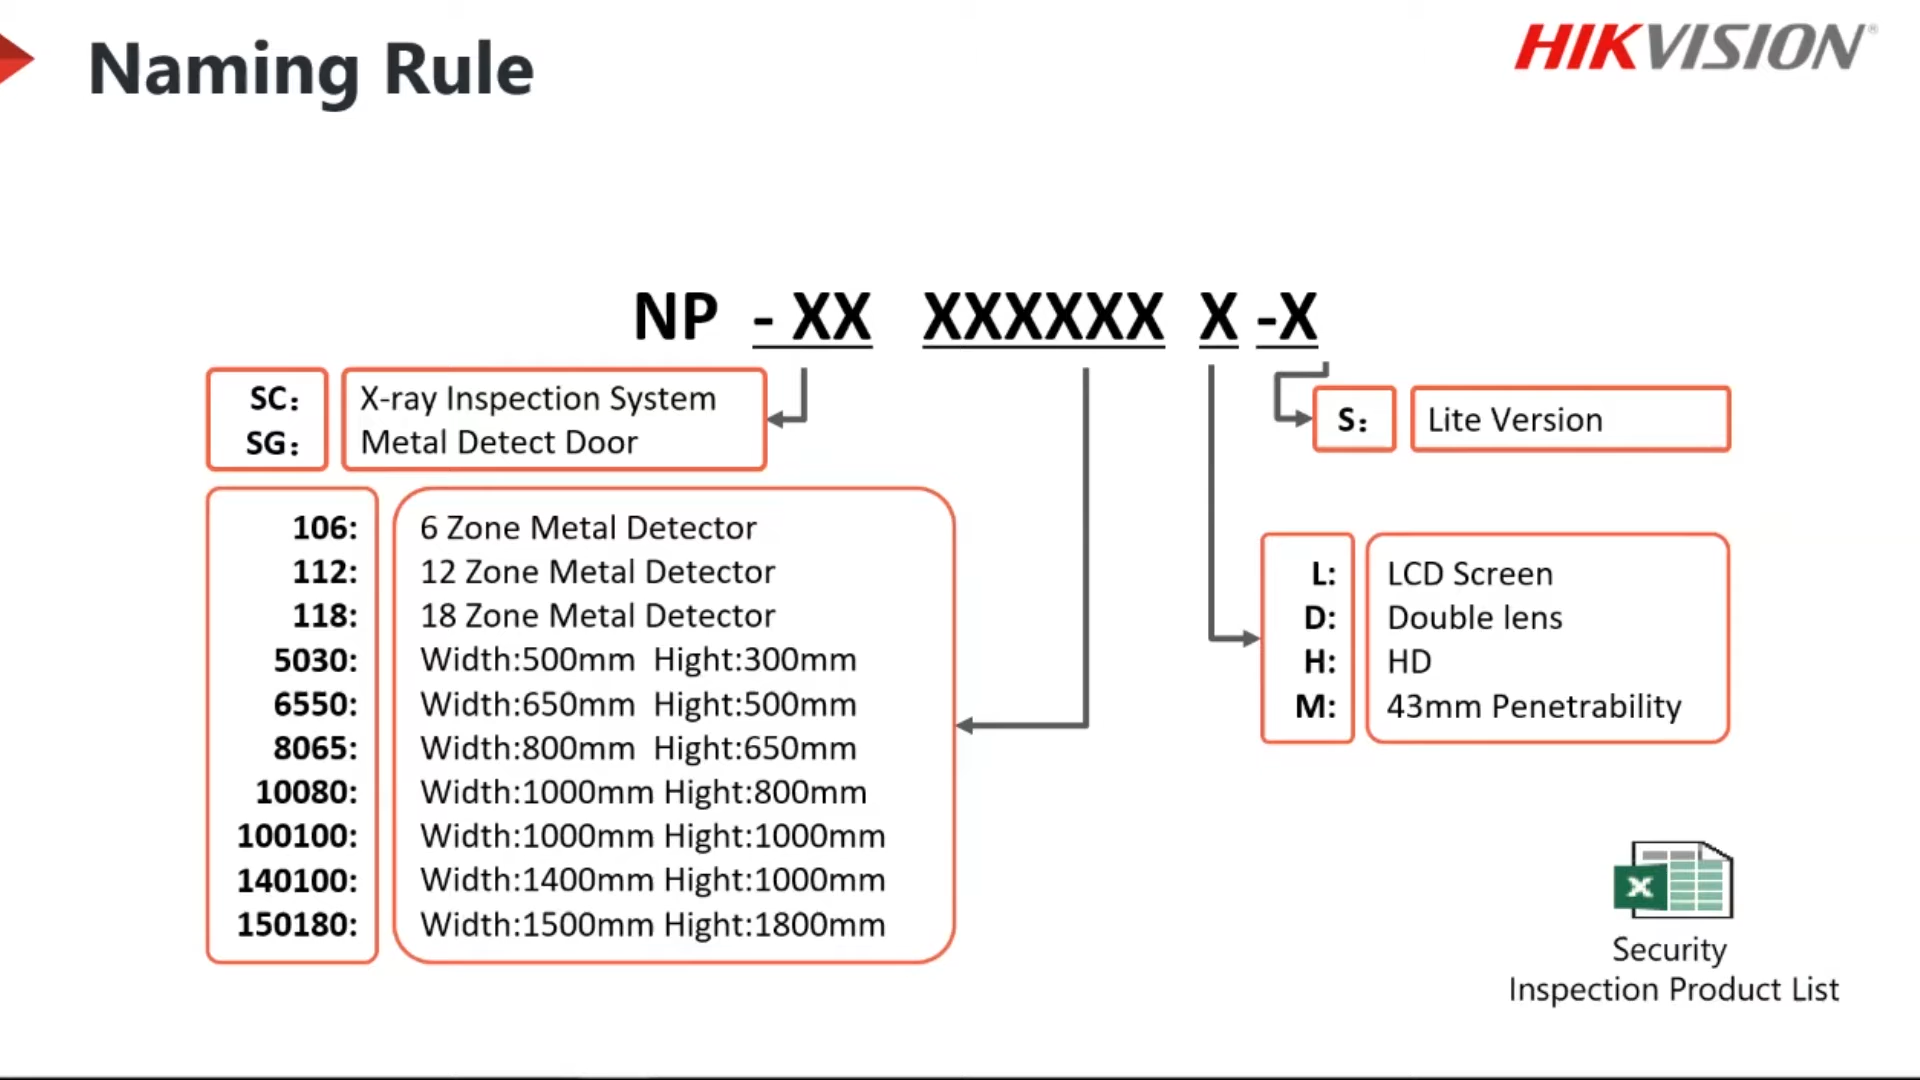 Naming Rule
HIKVISION®
NP - XX XXXXXX X -X
SC: X-ray Inspection System
SG: Metal Detect Door
S: Lite Version
106: 6 Zone Metal Detector
112: 12 Zone Metal Detector
118: 18 Zone Metal Detector
5030: Width:500mm Hight:300mm
6550: Width:650mm Hight:500mm
8065: Width:800mm Hight:650mm
10080: Width:1000mm Hight:800mm
100100: Width:1000mm Hight:1000mm
140100: Width:1400mm Hight:1000mm
150180: Width:1500mm Hight:1800mm
L: LCD Screen
D: Double lens
H: HD
M: 43mm Penetrability
X
Security
Inspection Product List